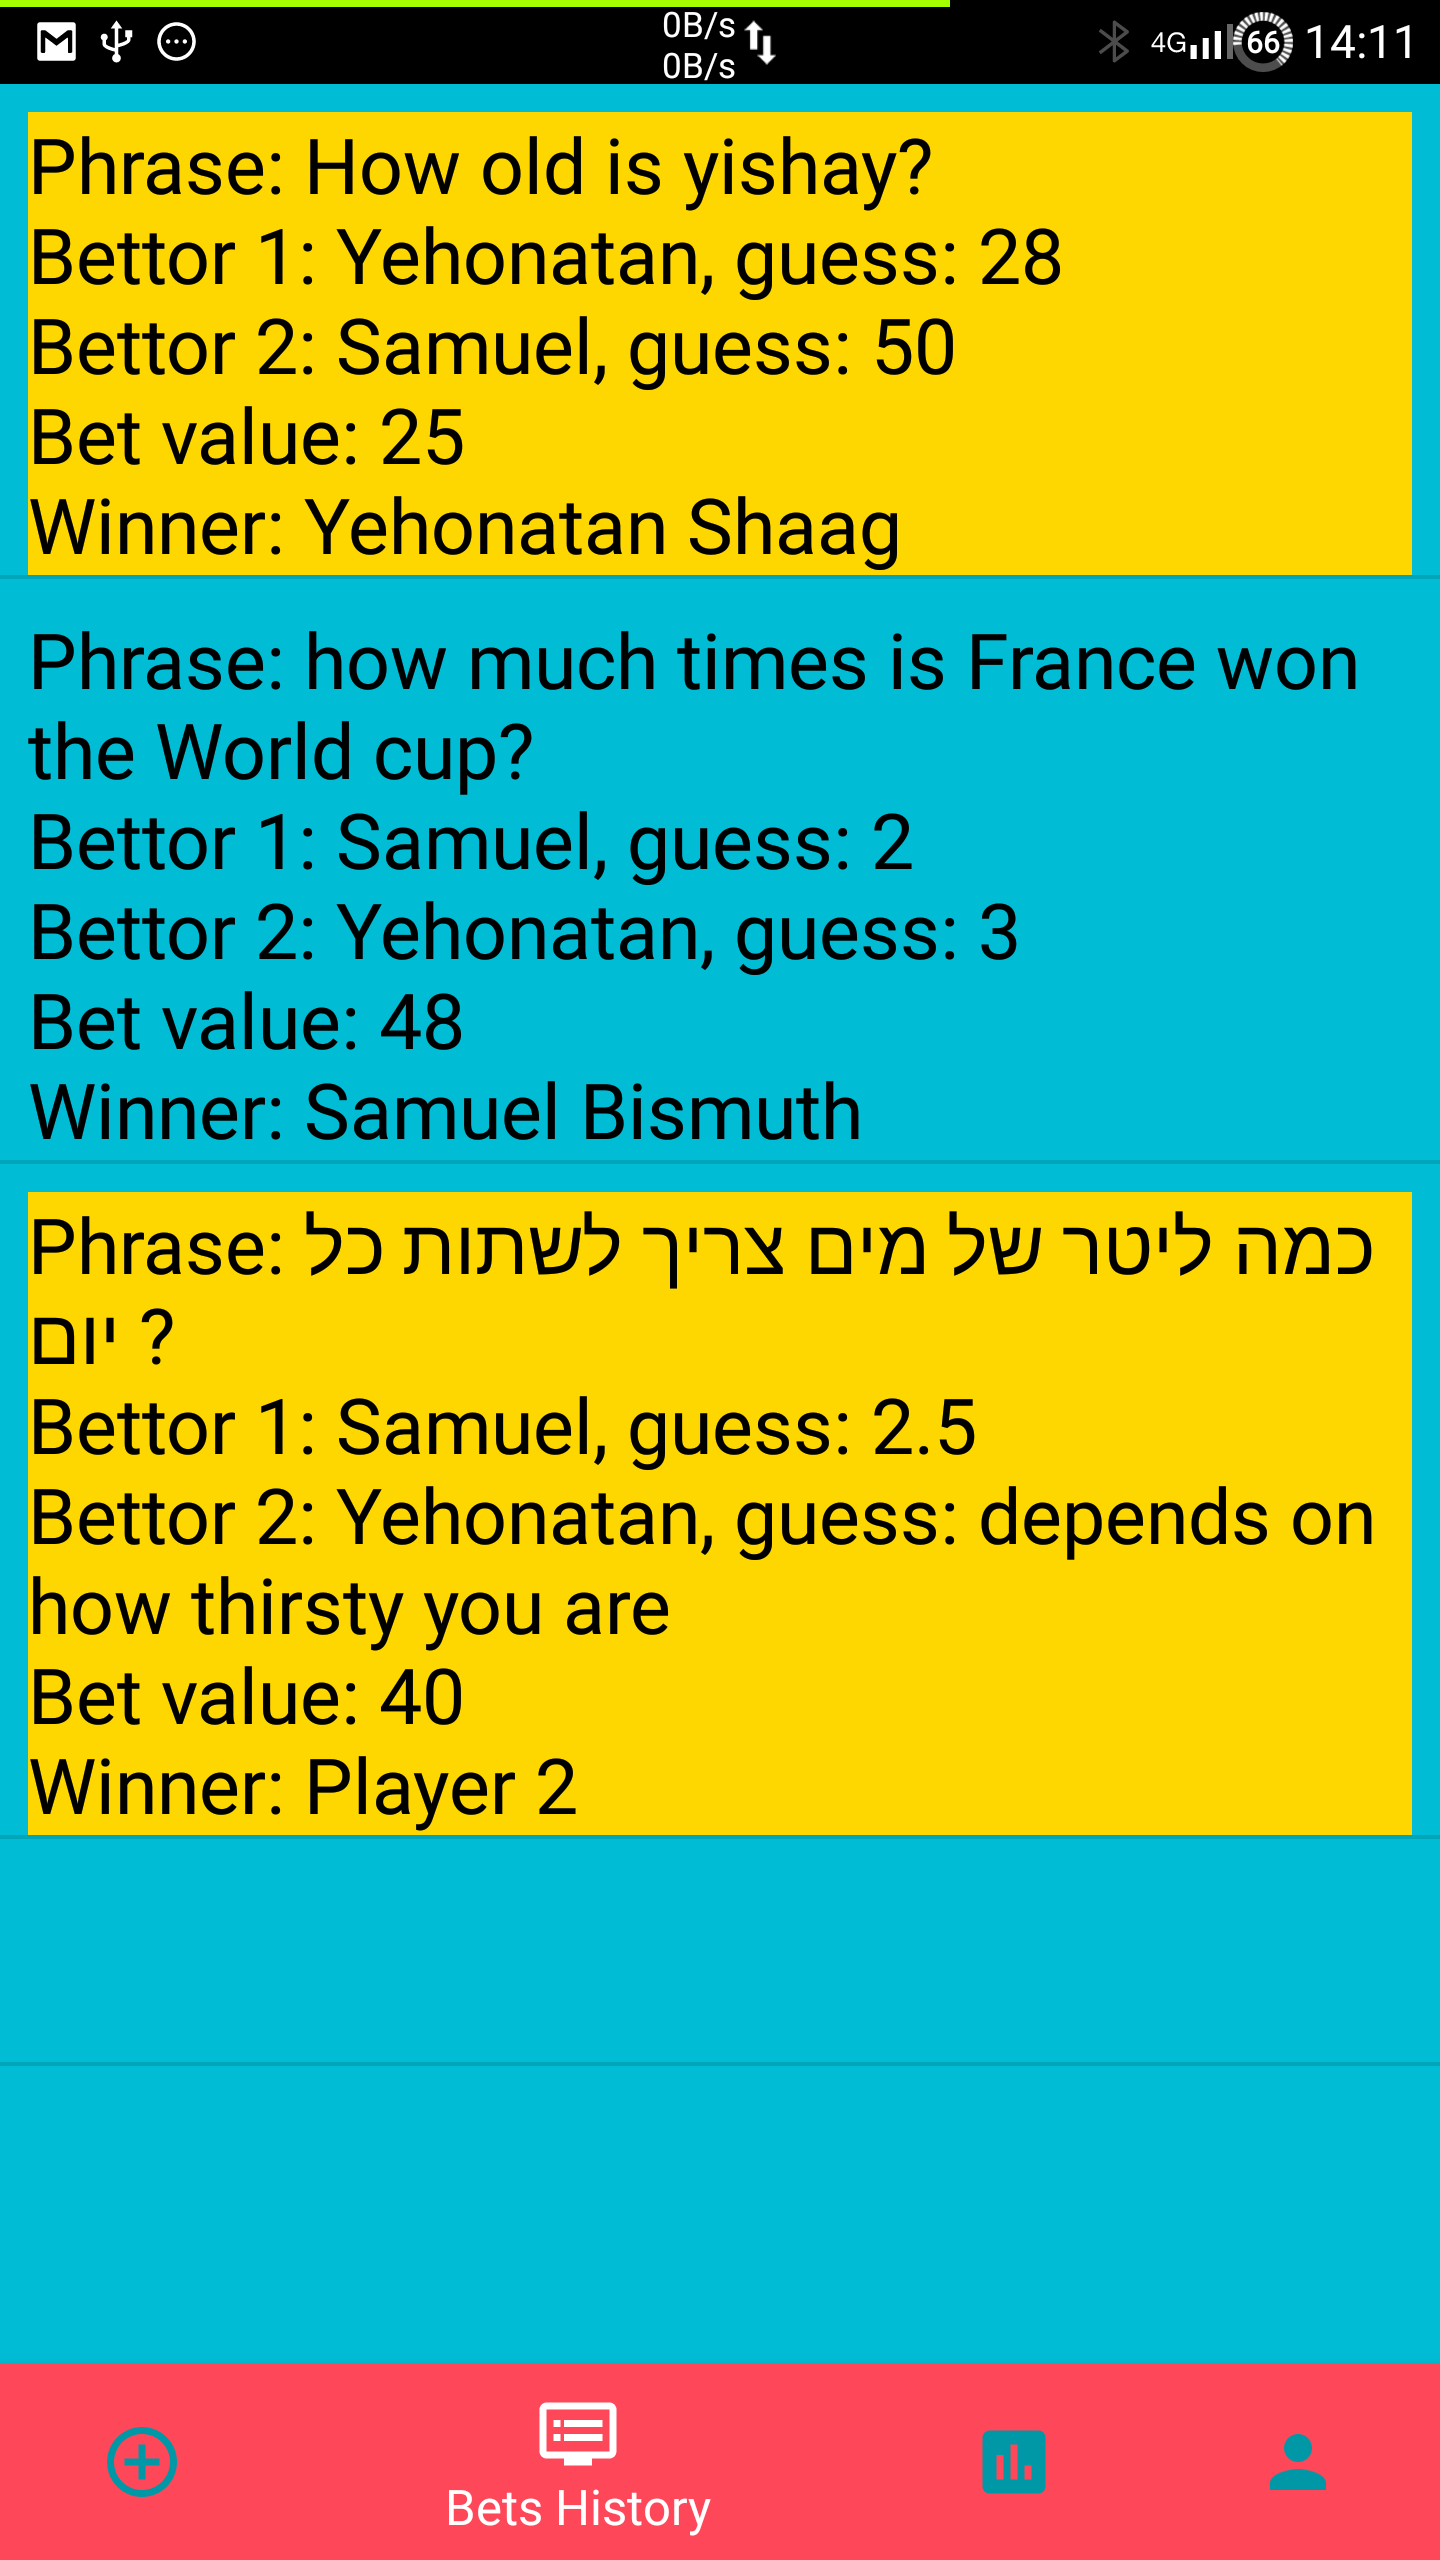 0B/s
0B/s
4G
66
14:11
Phrase: How old is yishay?
Bettor 1: Yehonatan, guess: 28
Bettor 2: Samuel, guess: 50
Bet value: 25
Winner: Yehonatan Shaag
Phrase: how much times is France won
the World cup?
Bettor 1: Samuel, guess: 2
Bettor 2: Yehonatan, guess: 3
Bet value: 48
Winner: Samuel Bismuth
Phrase: כמה ליטר של מים צריך לשתות כל
יום ?
Bettor 1: Samuel, guess: 2.5
Bettor 2: Yehonatan, guess: depends on
how thirsty you are
Bet value: 40
Winner: Player 2
Bets History